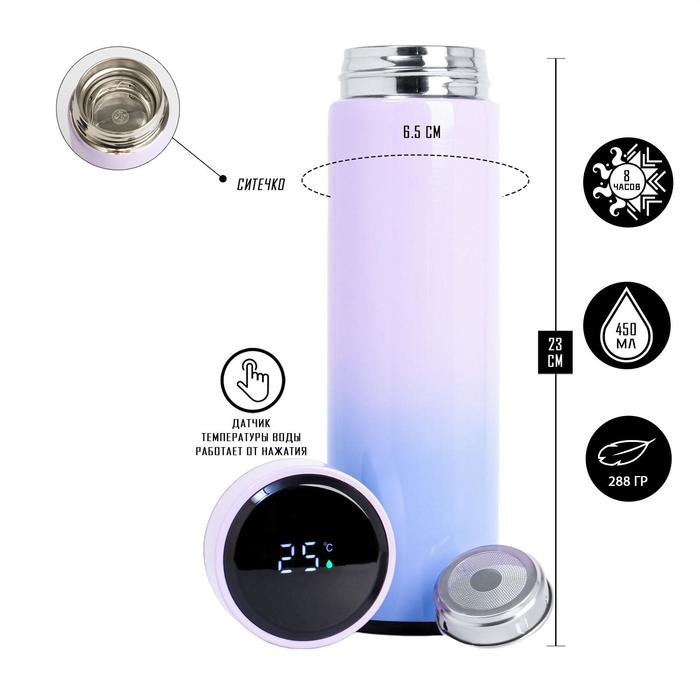 6.5 СМ
СИТЕЧКО
8
ЧАСОВ
450
МЛ
23
СМ
ДАТЧИК
ТЕМПЕРАТУРЫ ВОДЫ
РАБОТАЕТ ОТ НАЖАТИЯ
288 ГР
25 °C